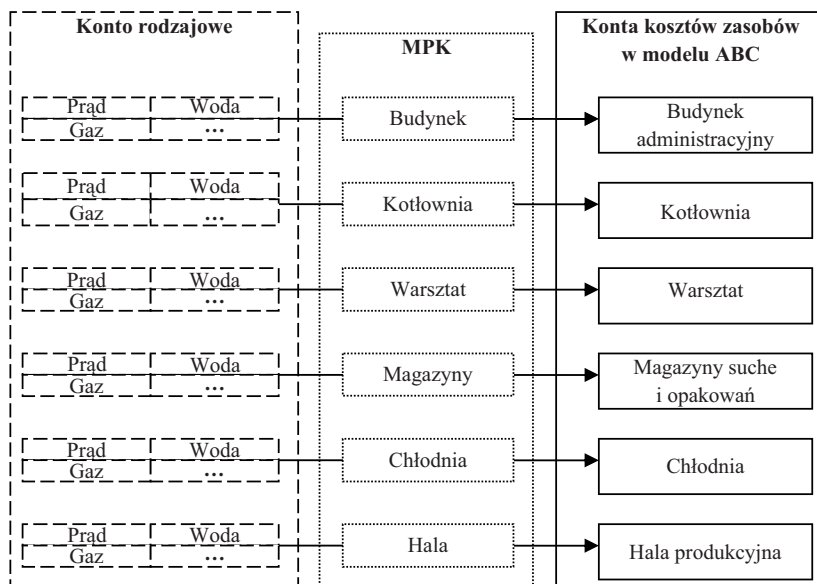 Konto rodzajowe
MPK
Konta kosztów zasobów
w modelu ABC
Prąd Woda
Gaz ...
Budynek
Budynek
administracyjny
Prąd Woda
Gaz ...
Kotłownia
Kotłownia
Prąd Woda
Gaz ...
Warsztat
Warsztat
Prąd Woda
Gaz ...
Magazyny
Magazyny suche
i opakowań
Prąd Woda
Gaz ...
Chłodnia
Chłodnia
Prąd Woda
Gaz ...
Hala
Hala produkcyjna